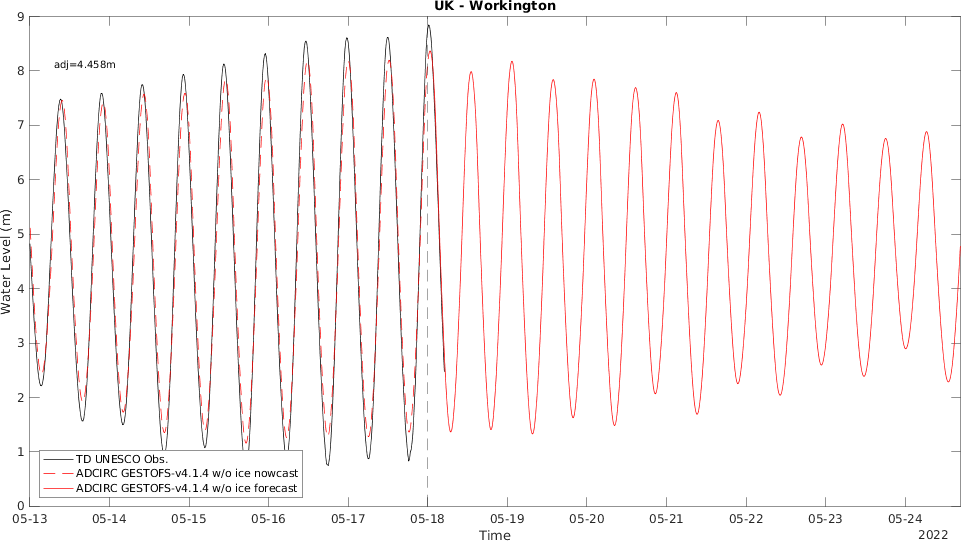 UK - Workington
adj=4.458m
Water Level (m)
9
8
7
6
5
4
3
2
1
0
TD UNESCO Obs.
ADCIRC GESTOFS-v4.1.4 w/o ice nowcast
ADCIRC GESTOFS-v4.1.4 w/o ice forecast
05-13 05-14 05-15 05-16 05-17 05-18 05-19 05-20 05-21 05-22 05-23 05-24
Time
2022